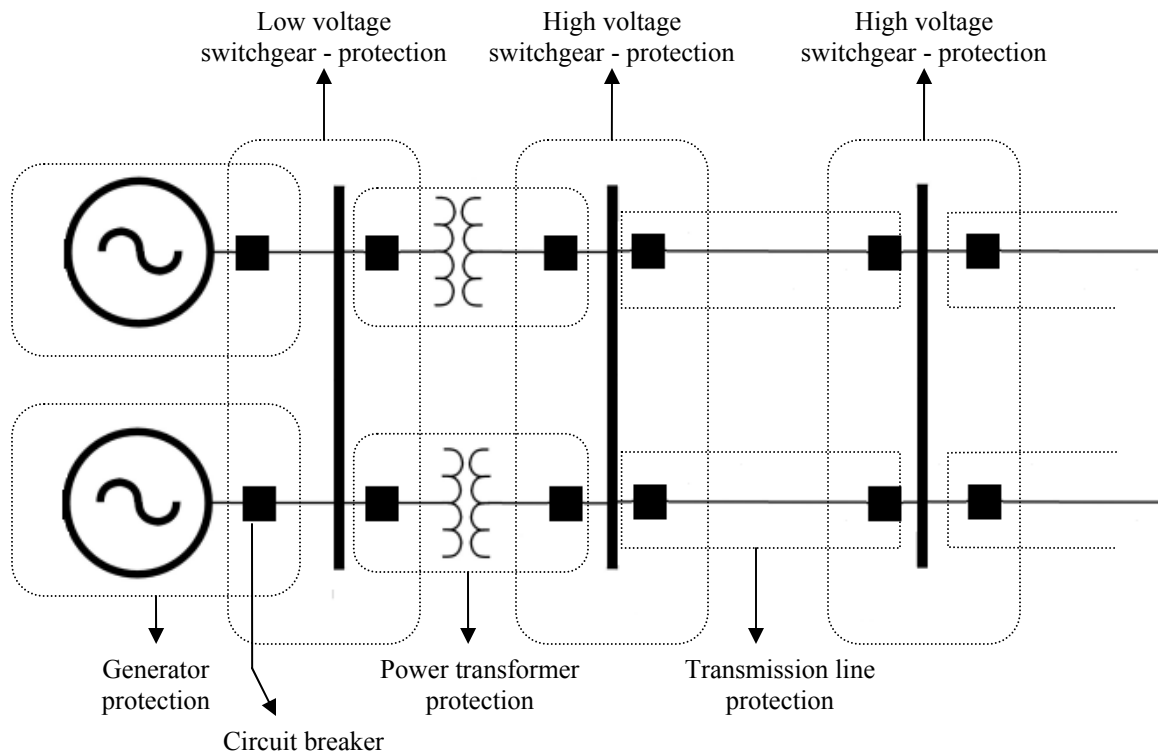 Low voltage
switchgear - protection
High voltage
switchgear - protection
High voltage
switchgear - protection
Generator
protection
Power transformer
protection
Transmission line
protection
Circuit breaker